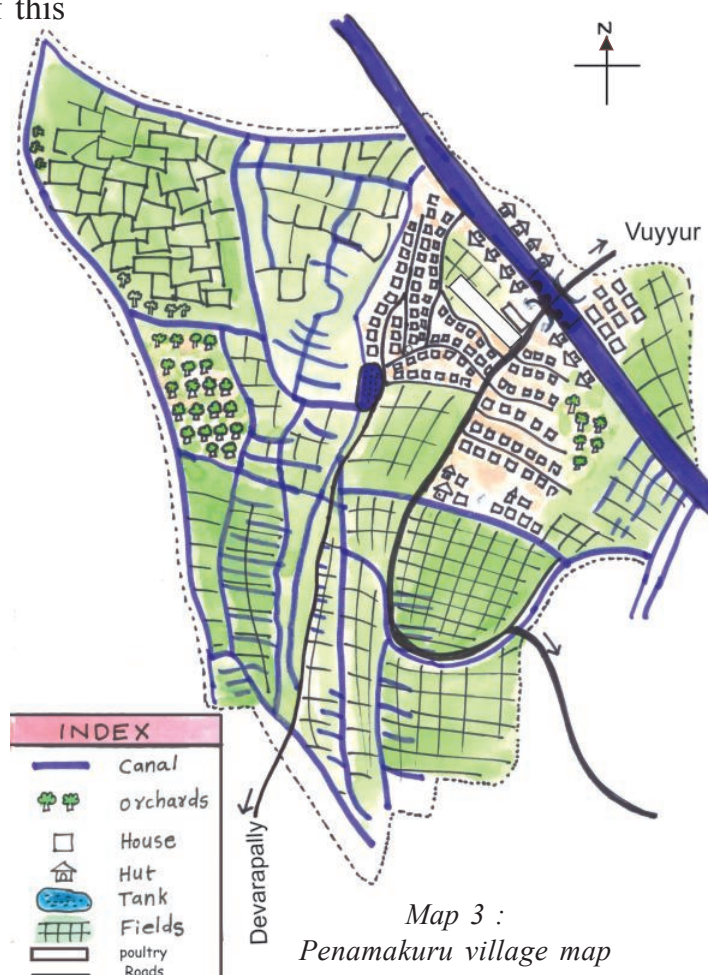 this
N
Vuyyur
INDEX
Canal
orchards
House
Hut
Tank
Fields
poultry
Roads
Devarapally
Map 3 :
Penamakuru village map